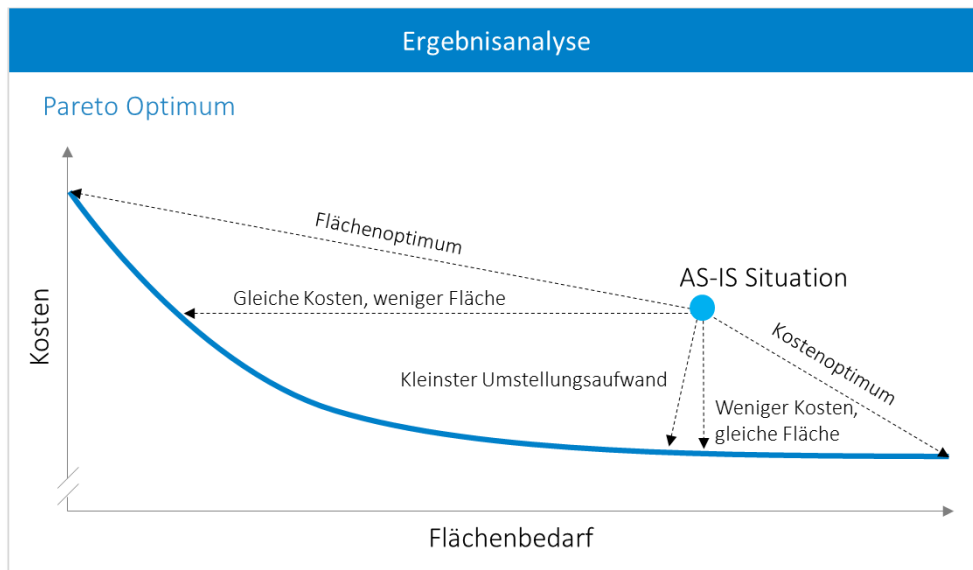 Ergebnisanalyse
Pareto Optimum
Flächenoptimum
AS-IS Situation
Gleiche Kosten, weniger Fläche
Kosten
Kostenoptimum
Kleinster Umstellungsaufwand
Weniger Kosten,
gleiche Fläche
Flächenbedarf